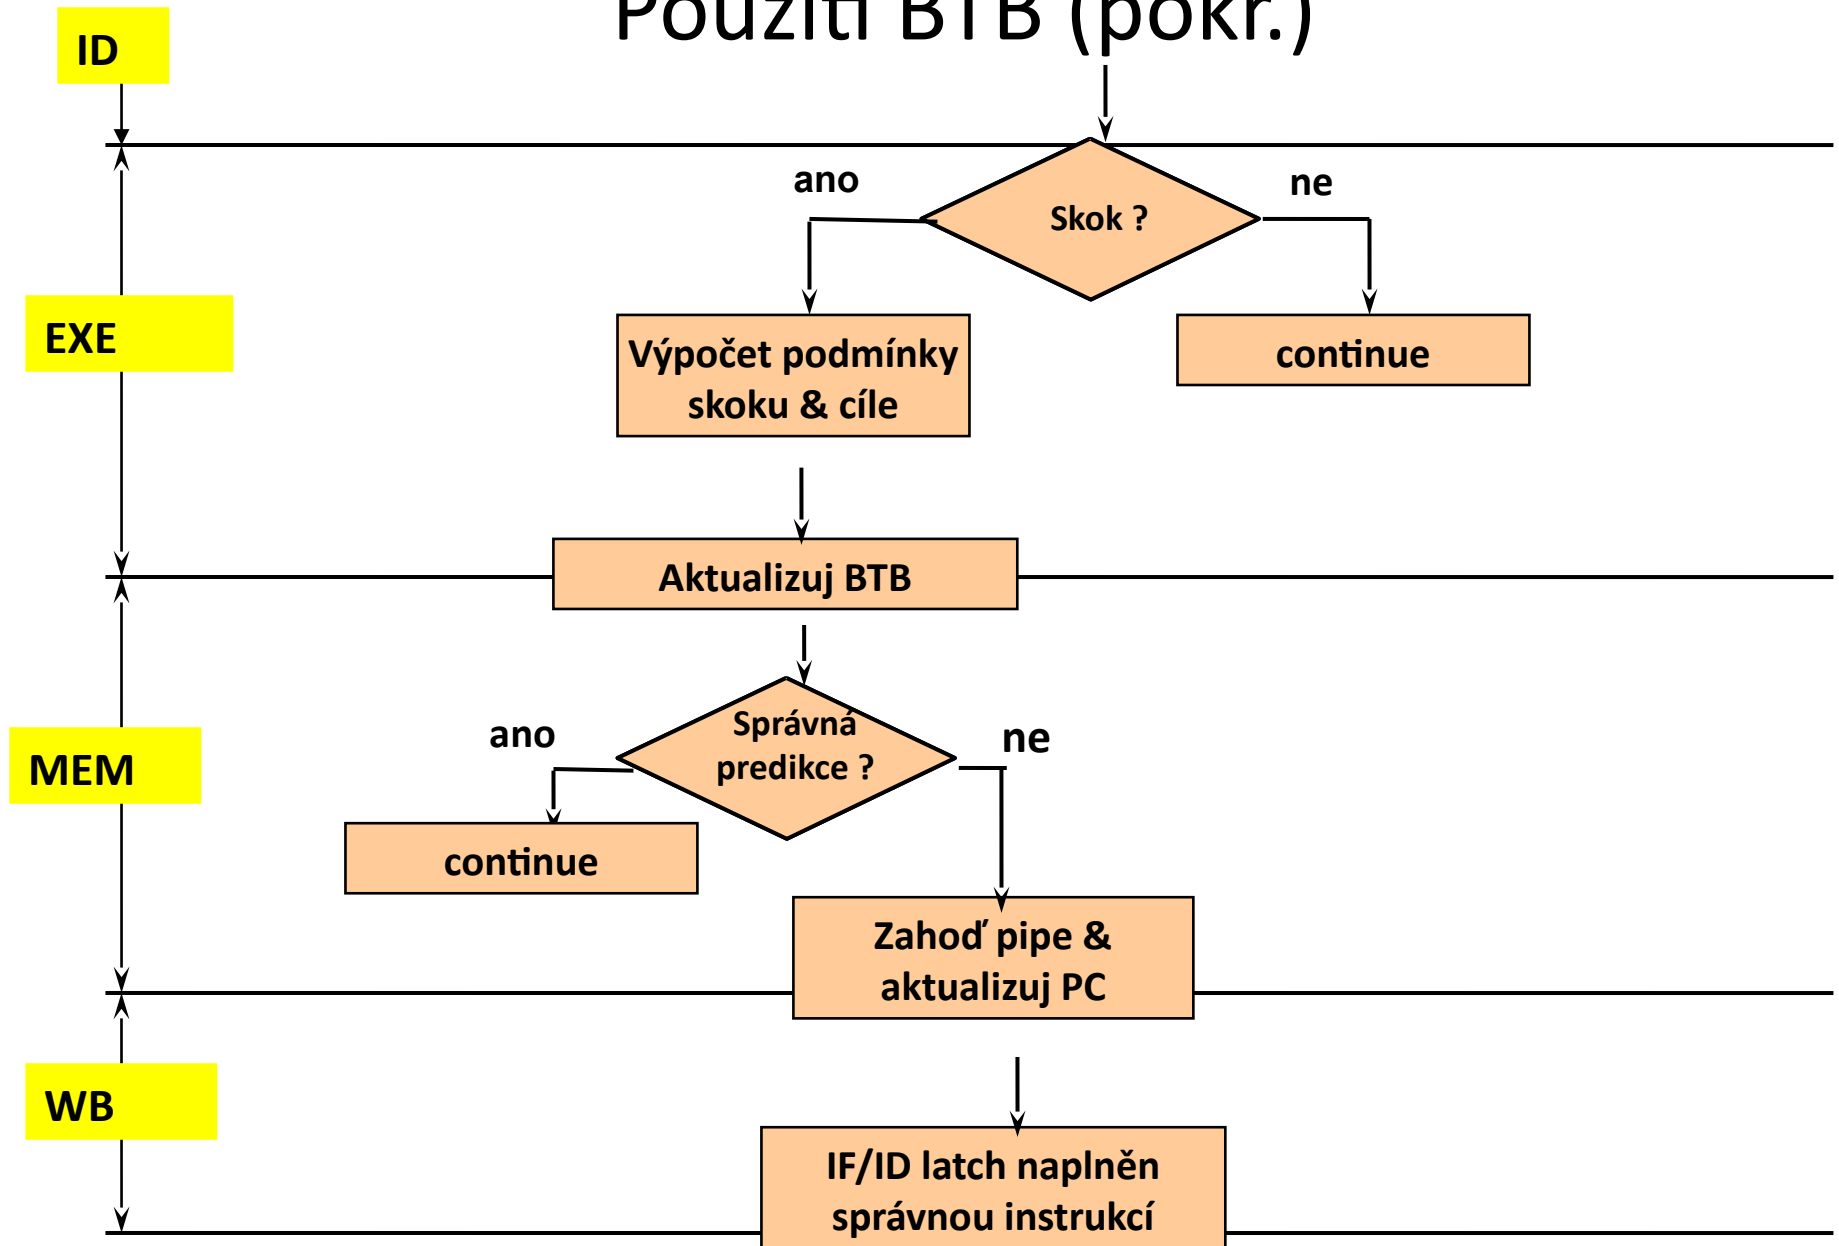 Použití BTB (pokr.)
ID
ano
ne
Skok ?
EXE
Výpočet podmínky
skoku & cíle
continue
Aktualizuj BTB
ano
Správná
predikce ?
ne
MEM
continue
Zahoď pipe &
aktualizuj PC
WB
IF/ID latch naplněn
správnou instrukcí